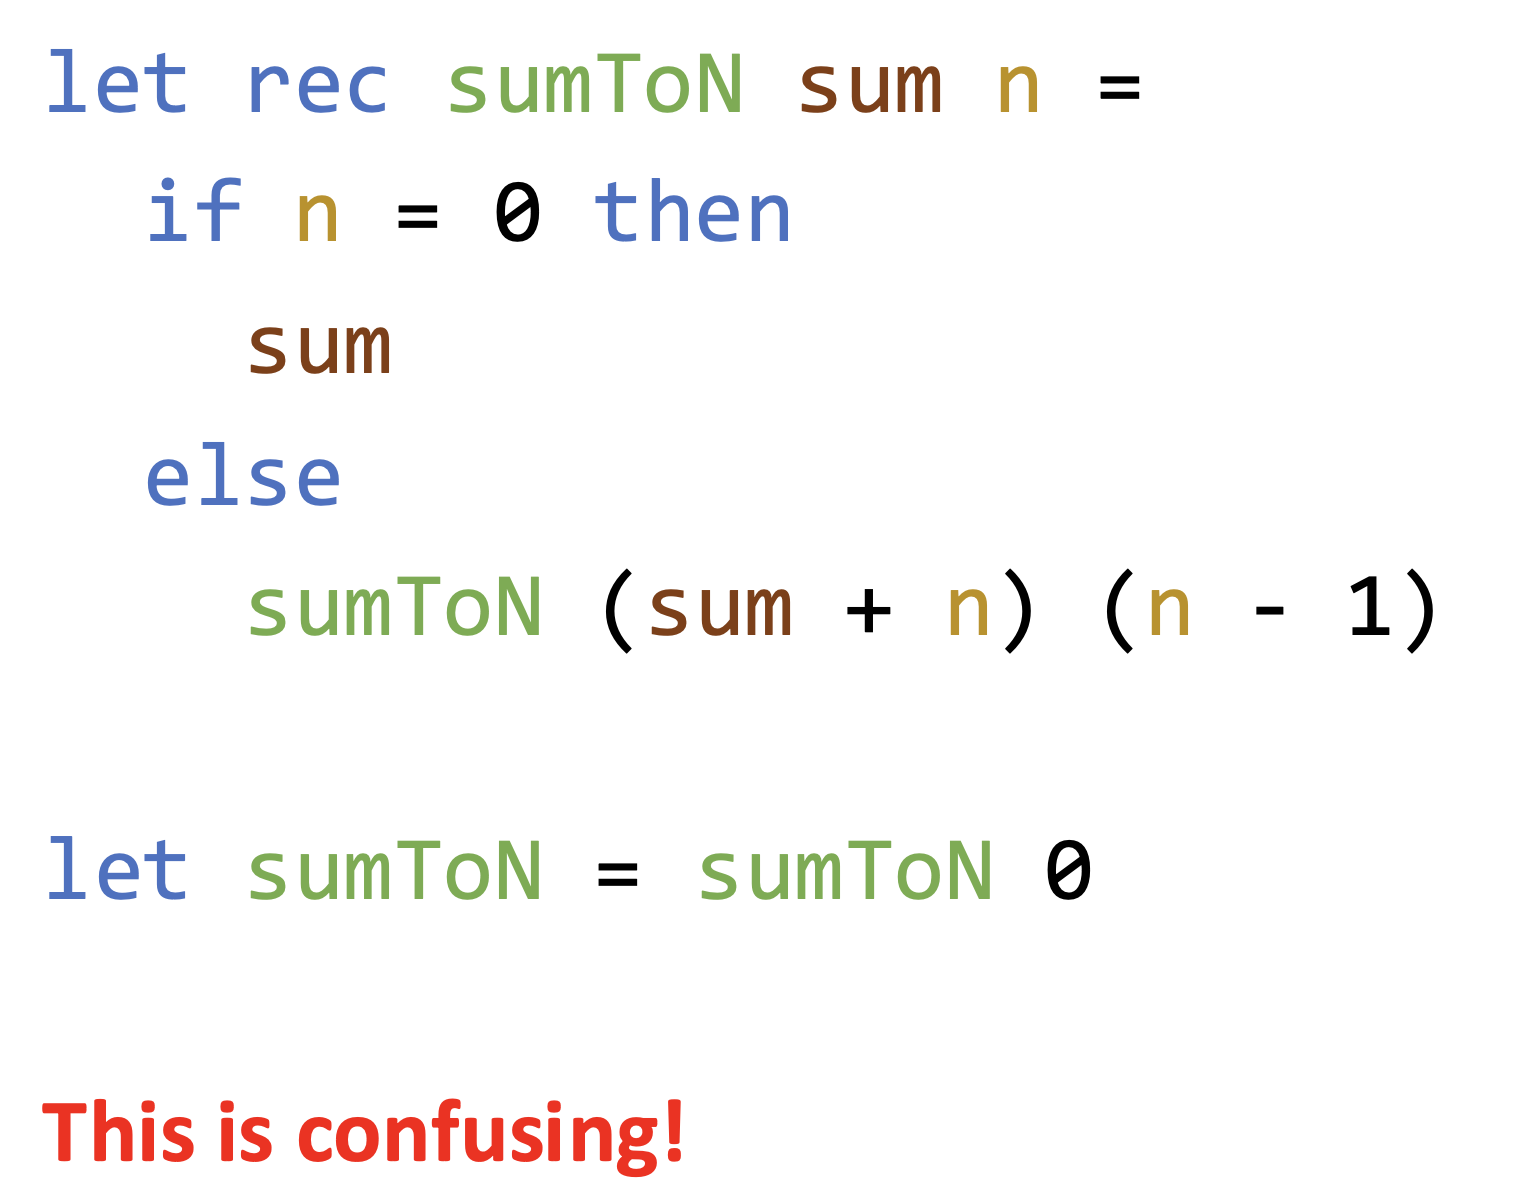 let rec sumToN sum n =
  if n = 0 then
    sum
  else
    sumToN (sum + n) (n - 1)
let sumToN = sumToN 0
This is confusing!